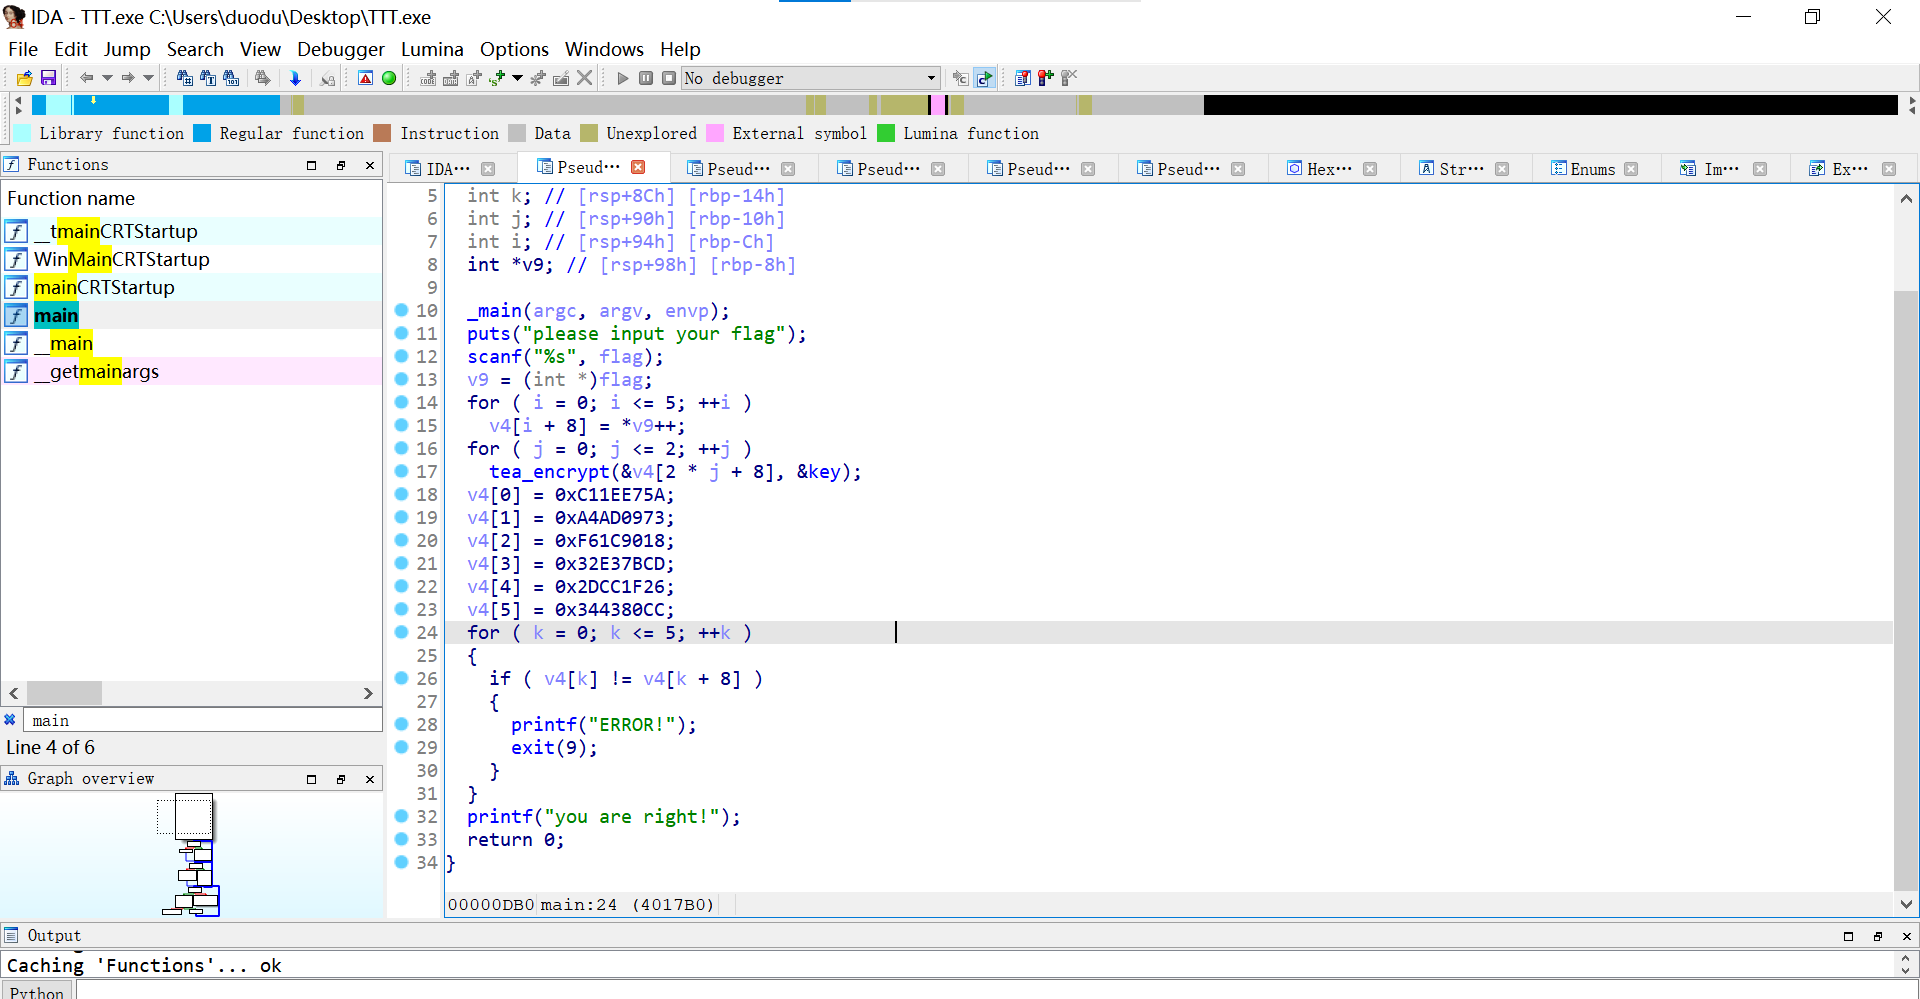 IDA - TTT.exe C:\Users\duodu\Desktop\TTT.exe
File Edit Jump Search View Debugger Lumina Options Windows Help
No debugger
Library function Regular function Instruction Data Unexplored External symbol Lumina function
Functions
IDA··· Pseud··· Pseud··· Pseud··· Pseud··· Pseud··· Hex··· Str··· Enums Im··· Ex···
Function name
__tmainCRTStartup
WinMainCRTStartup
mainCRTStartup
main
__main
__getmainargs
main
Line 4 of 6
Graph overview
5 int k; // [rsp+8Ch] [rbp-14h]
6 int j; // [rsp+90h] [rbp-10h]
7 int i; // [rsp+94h] [rbp-Ch]
8 int *v9; // [rsp+98h] [rbp-8h]
9
10 _main(argc, argv, envp);
11 puts("please input your flag");
12 scanf("%s", flag);
13 v9 = (int *)flag;
14 for ( i = 0; i <= 5; ++i )
15 v4[i + 8] = *v9++;
16 for ( j = 0; j <= 2; ++j )
17 tea_encrypt(&v4[2 * j + 8], &key);
18 v4[0] = 0xC11EE75A;
19 v4[1] = 0xA4AD0973;
20 v4[2] = 0xF61C9018;
21 v4[3] = 0x32E37BCD;
22 v4[4] = 0x2DCC1F26;
23 v4[5] = 0x344380CC;
24 for ( k = 0; k <= 5; ++k )
25 {
26 if ( v4[k] != v4[k + 8] )
27 {
28 printf("ERROR!");
29 exit(9);
30 }
31 }
32 printf("you are right!");
33 return 0;
34 }
00000DB0 main:24 (4017B0)
Output
Caching 'Functions'... ok
Python